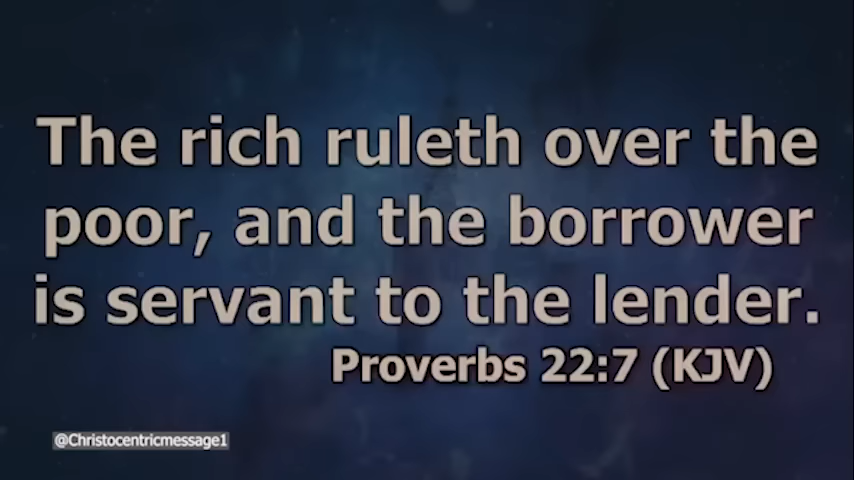 The rich ruleth over the
poor, and the borrower
is servant to the lender.
Proverbs 22:7 (KJV)
@Christocentricmessage1